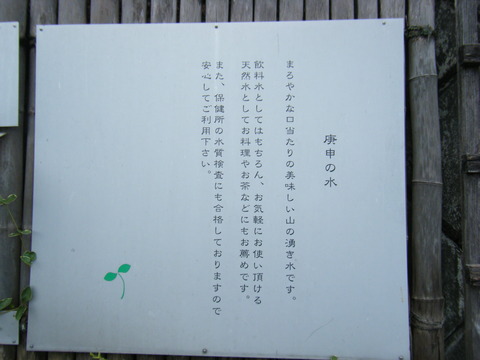 庚申の水
まろやかな口当たりの美味しい山の湧き水です。
飲料水としてはもちろん、お気軽にお使い頂ける
天然水としてお料理やお茶などにもお薦めです。
また、保健所の水質検査にも合格しておりますので
安心してご利用下さい。